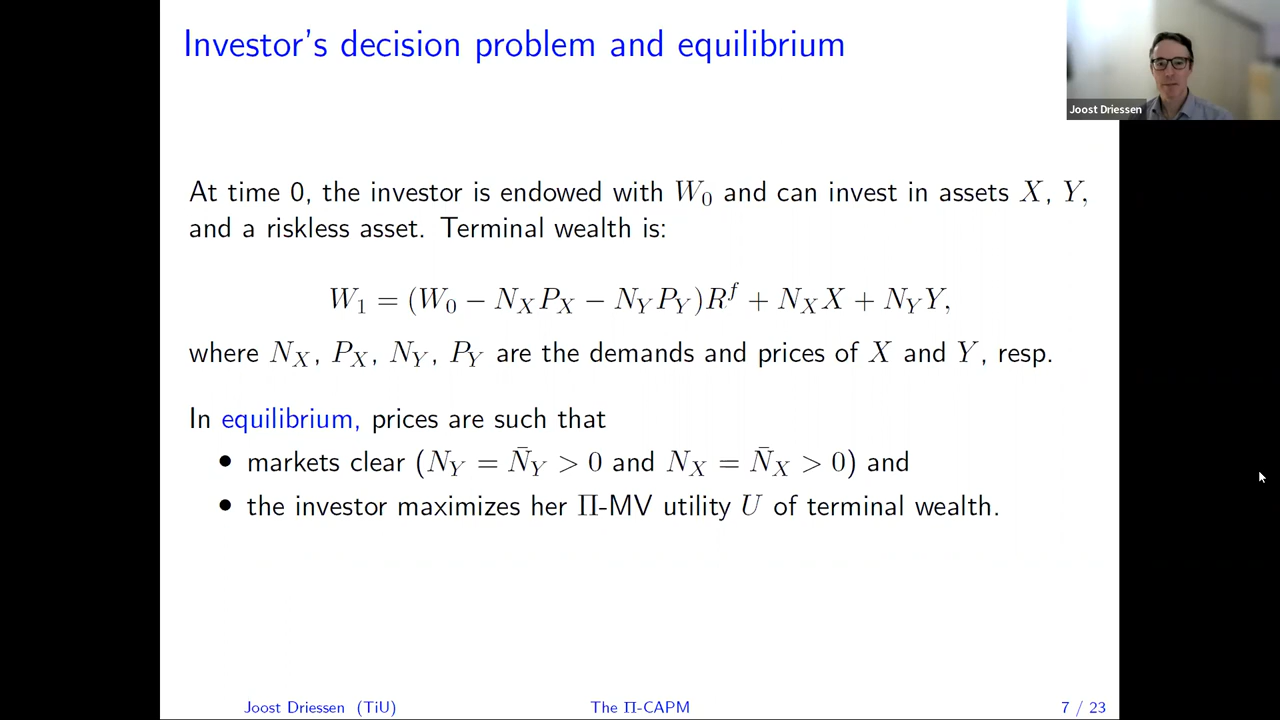 Investor's decision problem and equilibrium
Joost Driessen
At time 0, the investor is endowed with W₀ and can invest in assets X, Y,
and a riskless asset. Terminal wealth is:
W₁ = (W₀ − N_X P_X − N_Y P_Y)R^f + N_X X + N_Y Y,
where N_X, P_X, N_Y, P_Y are the demands and prices of X and Y, resp.
In equilibrium, prices are such that
• markets clear (N_Y = N̄_Y > 0 and N_X = N̄_X > 0) and
• the investor maximizes her Π-MV utility U of terminal wealth.
Joost Driessen (TiU) The Π-CAPM 7 / 23